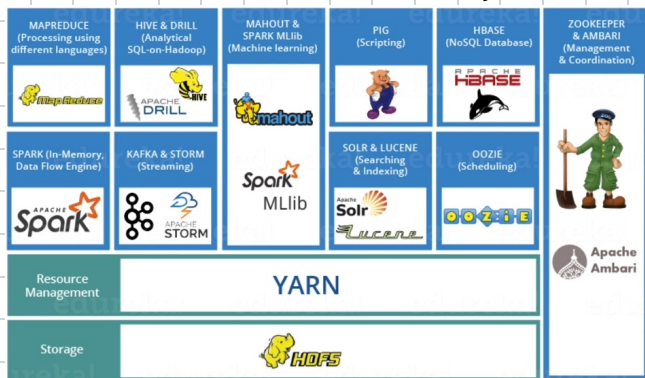 MAPREDUCE
(Processing using
different languages)
MapReduce
HIVE & DRILL
(Analytical
SQL-on-Hadoop)
HIVE
APACHE
DRILL
MAHOUT &
SPARK MLlib
(Machine learning)
mahout
Spark
MLlib
PIG
(Scripting)
HBASE
(NoSQL Database)
APACHE
HBASE
ZOOKEEPER
& AMBARI
(Management
& Coordination)
Apache
Ambari
SPARK (In-Memory,
Data Flow Engine)
APACHE
Spark
KAFKA & STORM
(Streaming)
APACHE
STORM
SOLR & LUCENE
(Searching
& Indexing)
Apache
Solr
Lucene
OOZIE
(Scheduling)
OOZIE
Resource
Management
YARN
Storage
HDFS